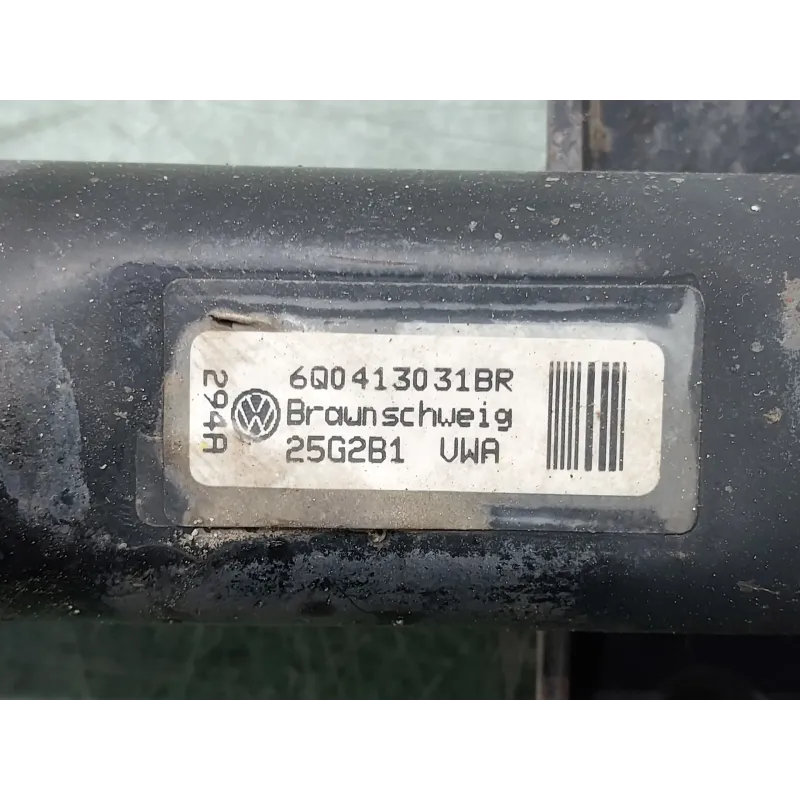 6Q0413031BR
Braunschweig
25G2B1 VWA
294A